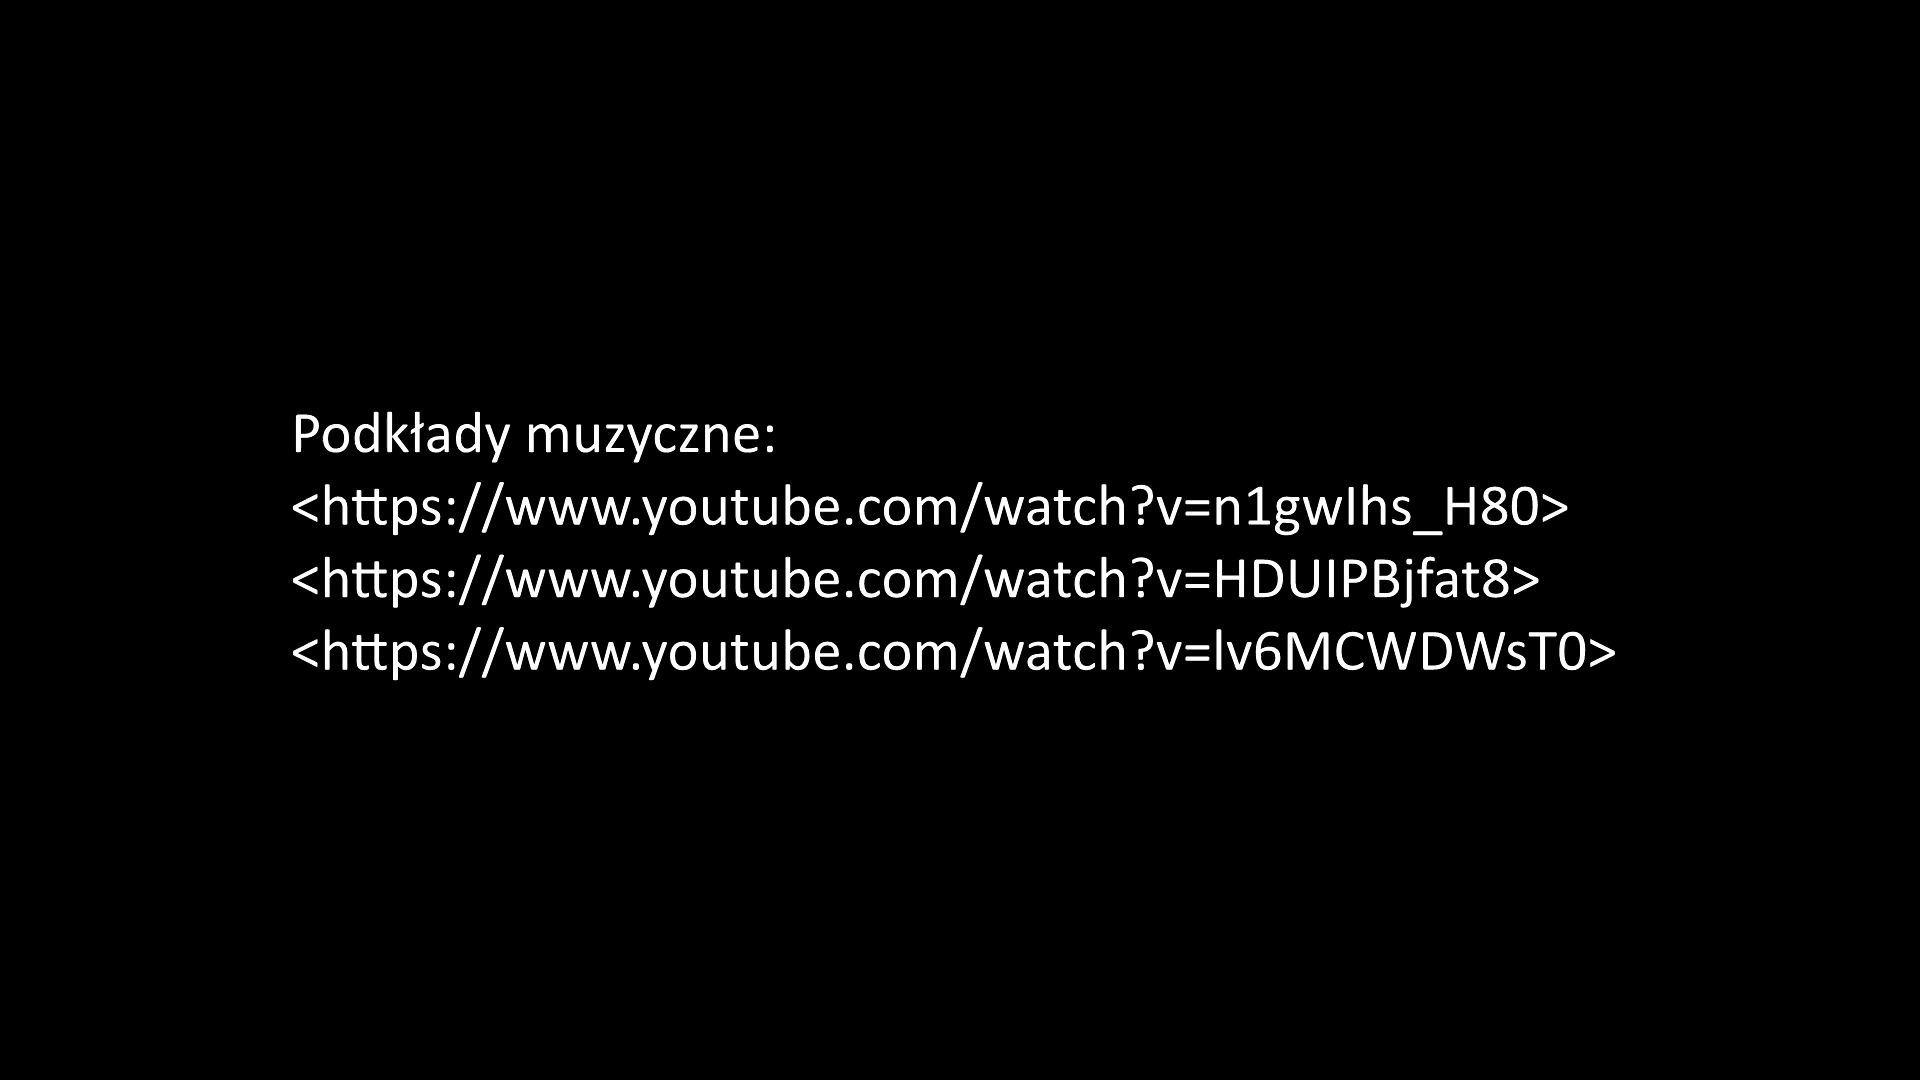 Podkłady muzyczne:
<https://www.youtube.com/watch?v=n1gwIhs_H80>
<https://www.youtube.com/watch?v=HDUIPBjfat8>
<https://www.youtube.com/watch?v=lv6MCWDWsT0>